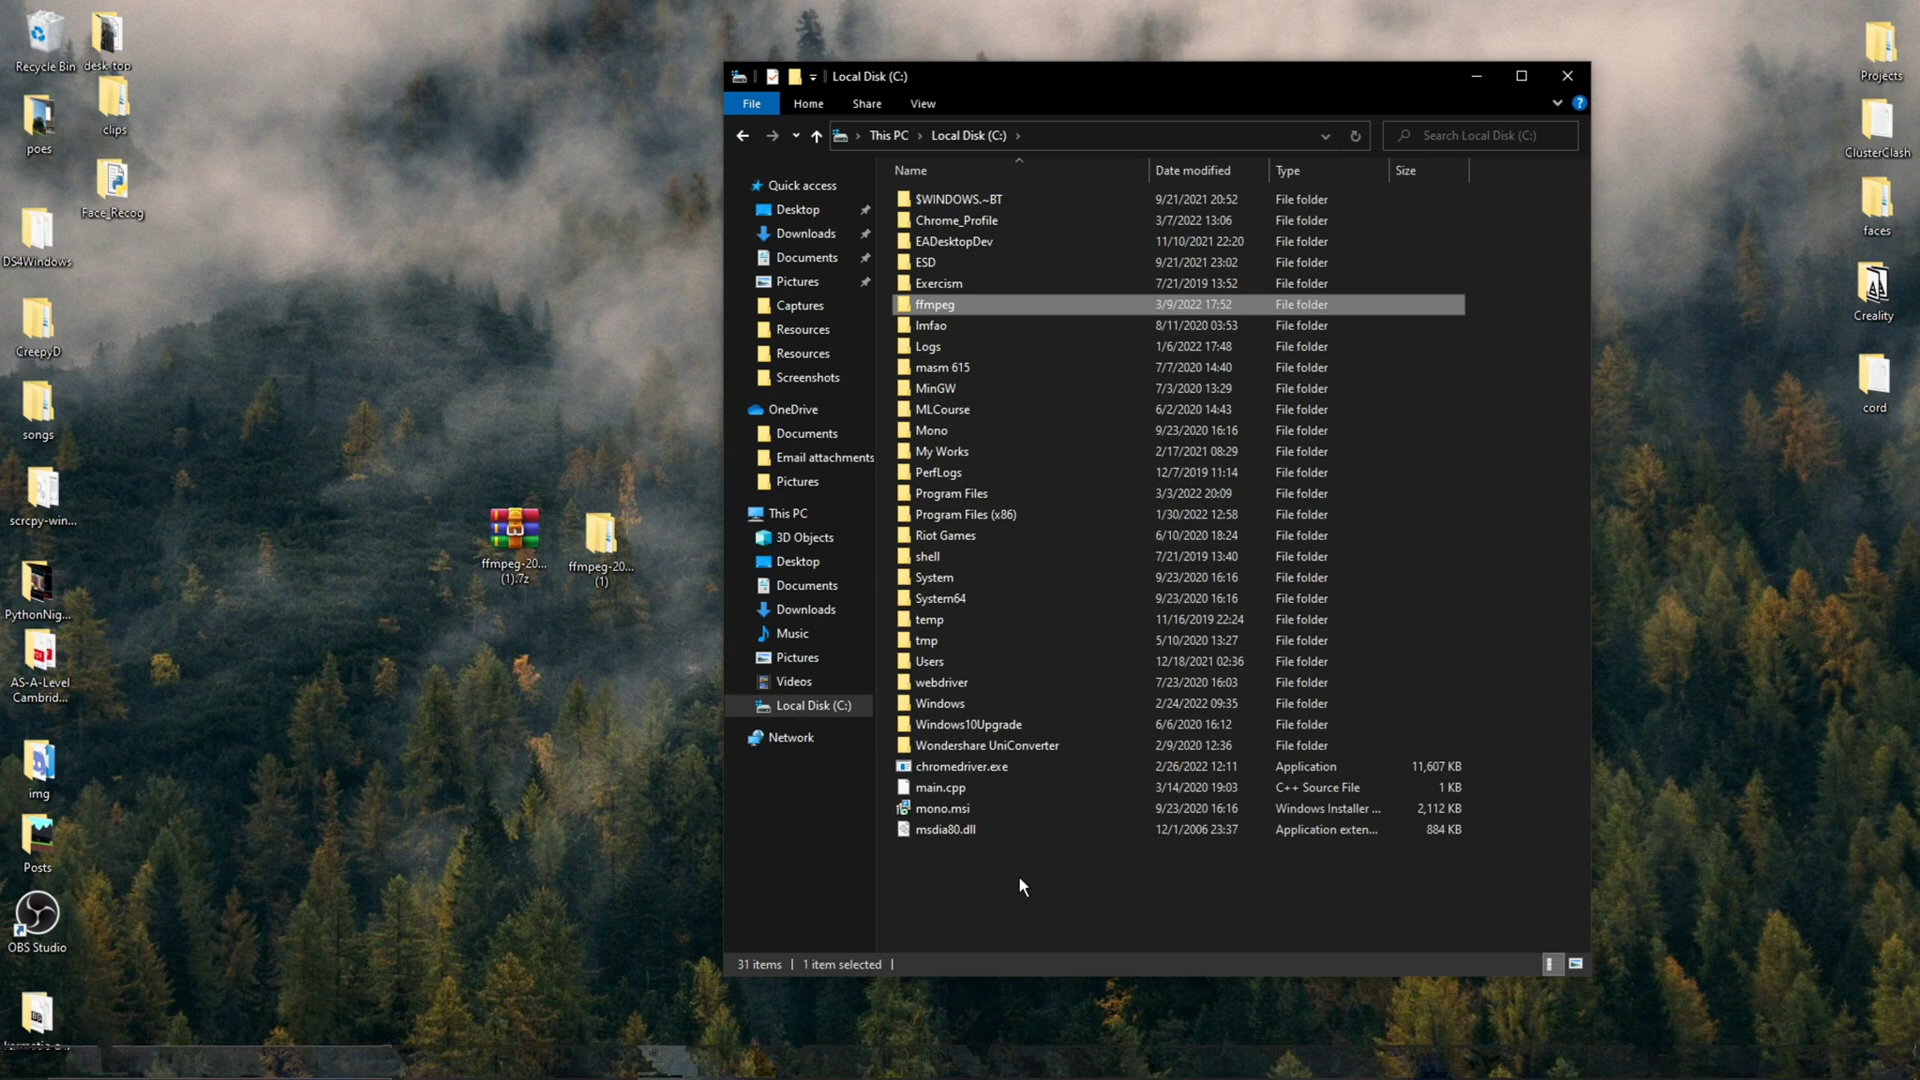 Recycle Bin
desk top
poes
clips
DS4Windows
Face_Recog
CreepyD
songs
scrcpy-win...
PythonNig...
AS-A-Level
Cambrid...
img
Posts
OBS Studio
ffmpeg-20...
(1).7z
ffmpeg-20...
(1)
Local Disk (C:)
File Home Share View
This PC > Local Disk (C:) >
Search Local Disk (C:)
Quick access
Desktop
Downloads
Documents
Pictures
Captures
Resources
Resources
Screenshots
OneDrive
Documents
Email attachments
Pictures
This PC
3D Objects
Desktop
Documents
Downloads
Music
Pictures
Videos
Local Disk (C:)
Network
Name Date modified Type Size
$WINDOWS.~BT 9/21/2021 20:52 File folder
Chrome_Profile 3/7/2022 13:06 File folder
EADesktopDev 11/10/2021 22:20 File folder
ESD 9/21/2021 23:02 File folder
Exercism 7/21/2019 13:52 File folder
ffmpeg 3/9/2022 17:52 File folder
lmfao 8/11/2020 03:53 File folder
Logs 1/6/2022 17:48 File folder
masm 615 7/7/2020 14:40 File folder
MinGW 7/3/2020 13:29 File folder
MLCourse 6/2/2020 14:43 File folder
Mono 9/23/2020 16:16 File folder
My Works 2/17/2021 08:29 File folder
PerfLogs 12/7/2019 11:14 File folder
Program Files 3/3/2022 20:09 File folder
Program Files (x86) 1/30/2022 12:58 File folder
Riot Games 6/10/2020 18:24 File folder
shell 7/21/2019 13:40 File folder
System 9/23/2020 16:16 File folder
System64 9/23/2020 16:16 File folder
temp 11/16/2019 22:24 File folder
tmp 5/10/2020 13:27 File folder
Users 12/18/2021 02:36 File folder
webdriver 7/23/2020 16:03 File folder
Windows 2/24/2022 09:35 File folder
Windows10Upgrade 6/6/2020 16:12 File folder
Wondershare UniConverter 2/9/2020 12:36 File folder
chromedriver.exe 2/26/2022 12:11 Application 11,607 KB
main.cpp 3/14/2020 19:03 C++ Source File 1 KB
mono.msi 9/23/2020 16:16 Windows Installer ... 2,112 KB
msdia80.dll 12/1/2006 23:37 Application exten... 884 KB
31 items 1 item selected
Projects
ClusterClash
faces
Creality
cord